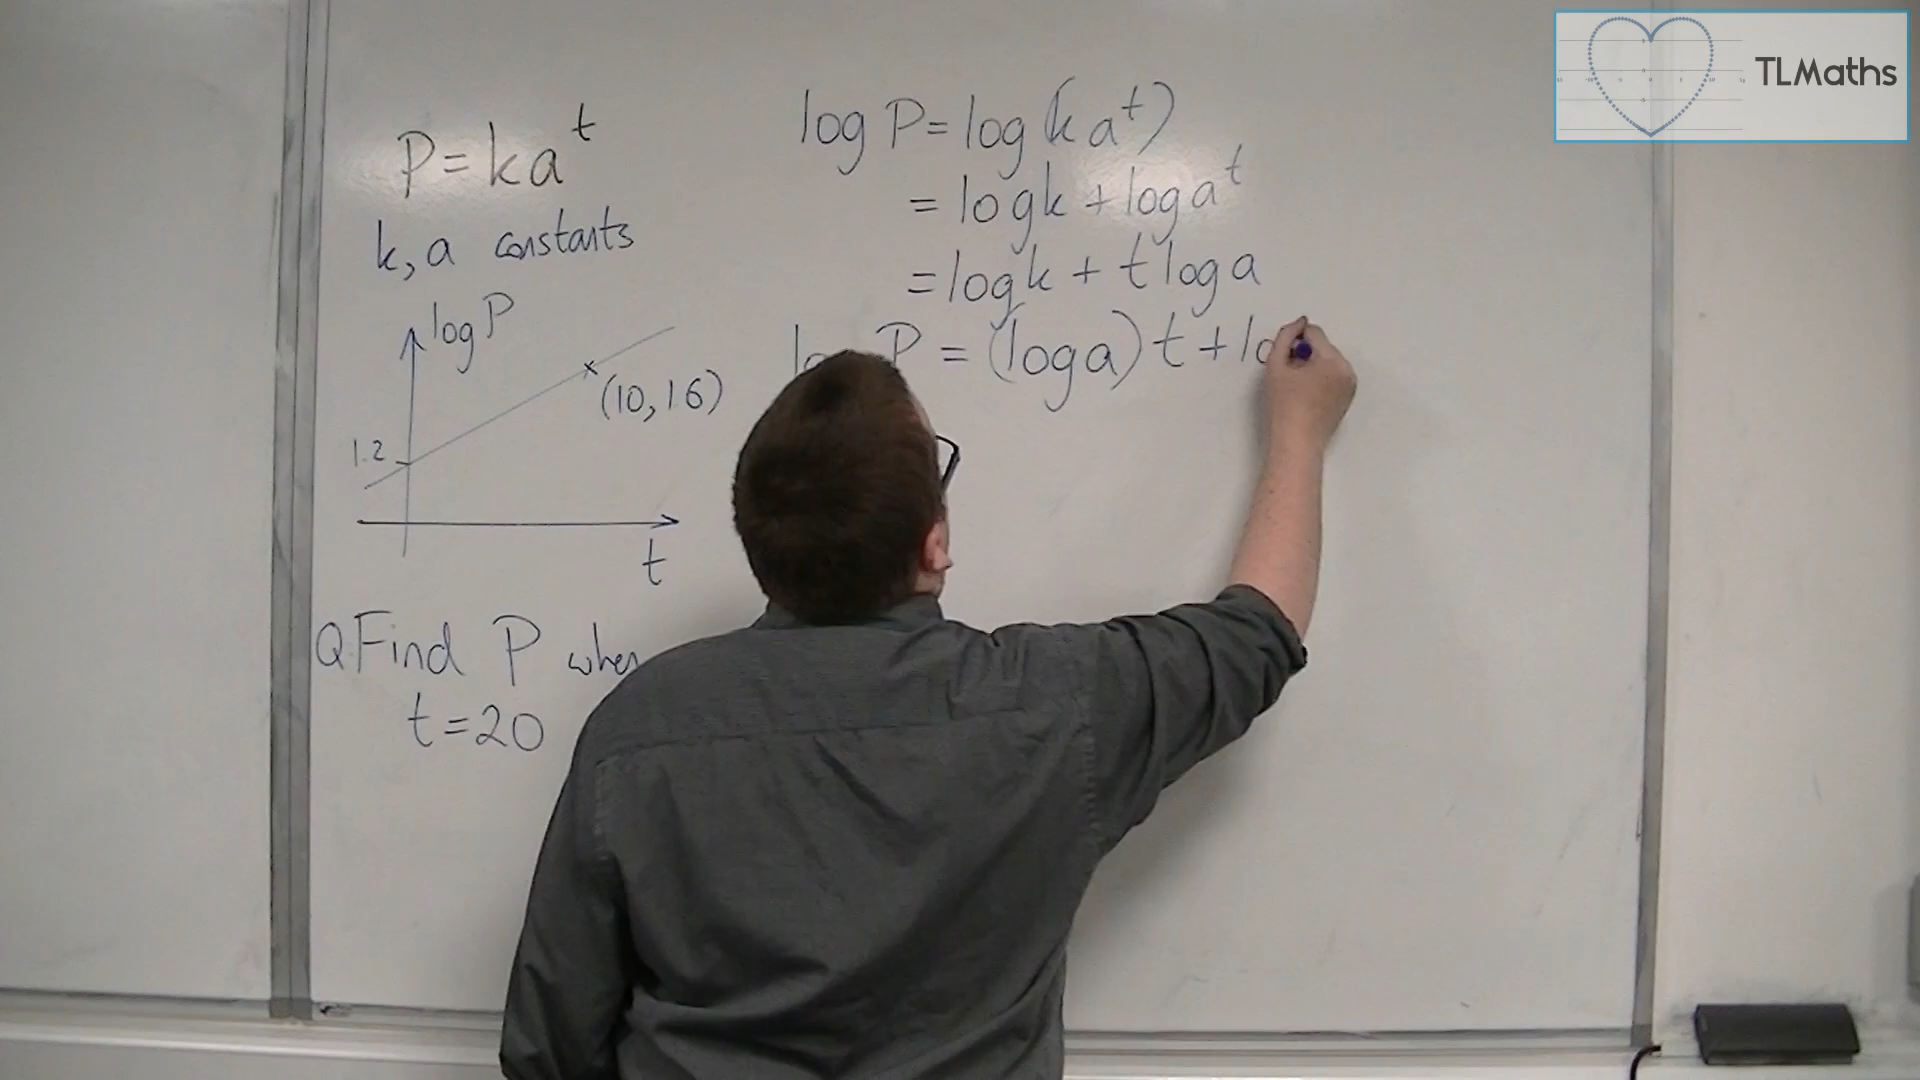 TLMaths
P = ka^t
k, a constants
log P
(10, 1.6)
1.2
t
Q Find P when
t = 20
log P = log(ka^t)
= log k + log a^t
= log k + t log a
P = (log a) t + lo